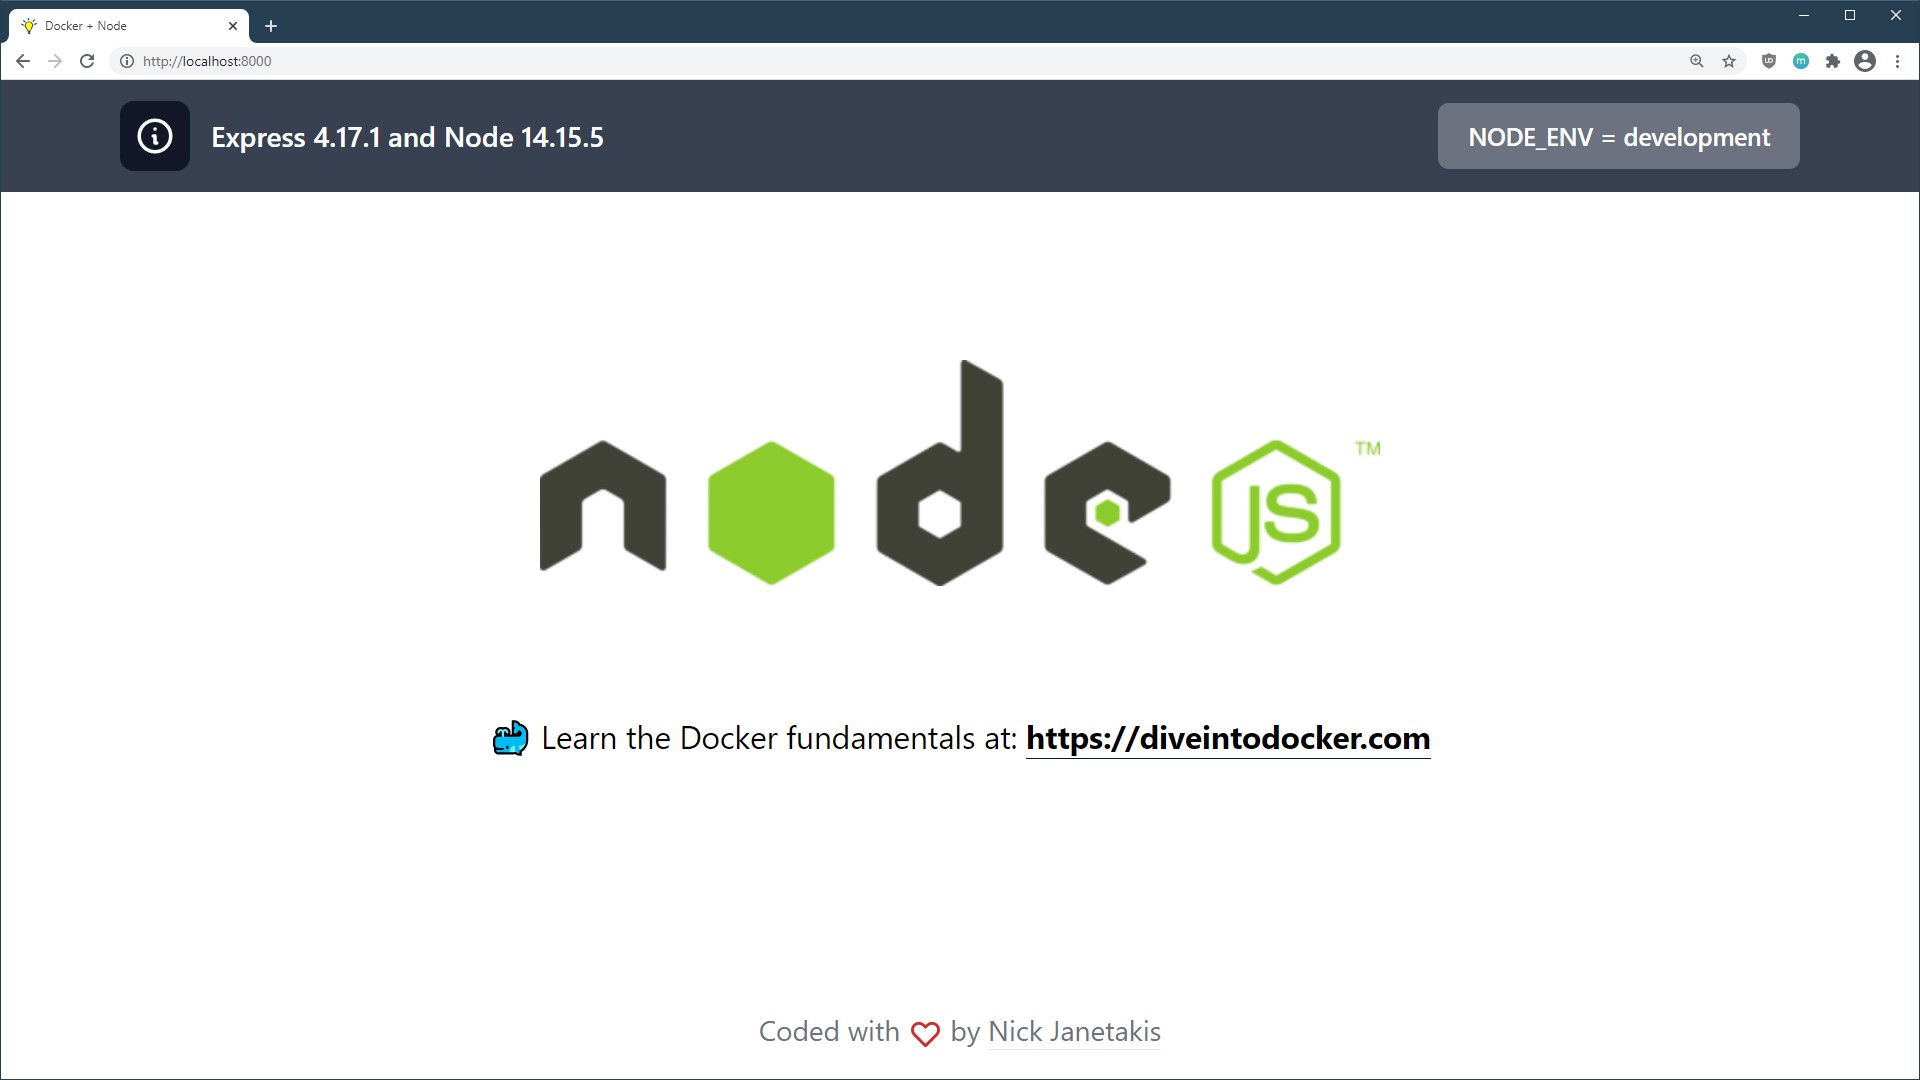 Docker + Node
http://localhost:8000
Express 4.17.1 and Node 14.15.5
NODE_ENV = development
node JS TM
Learn the Docker fundamentals at: https://diveintodocker.com
Coded with by Nick Janetakis